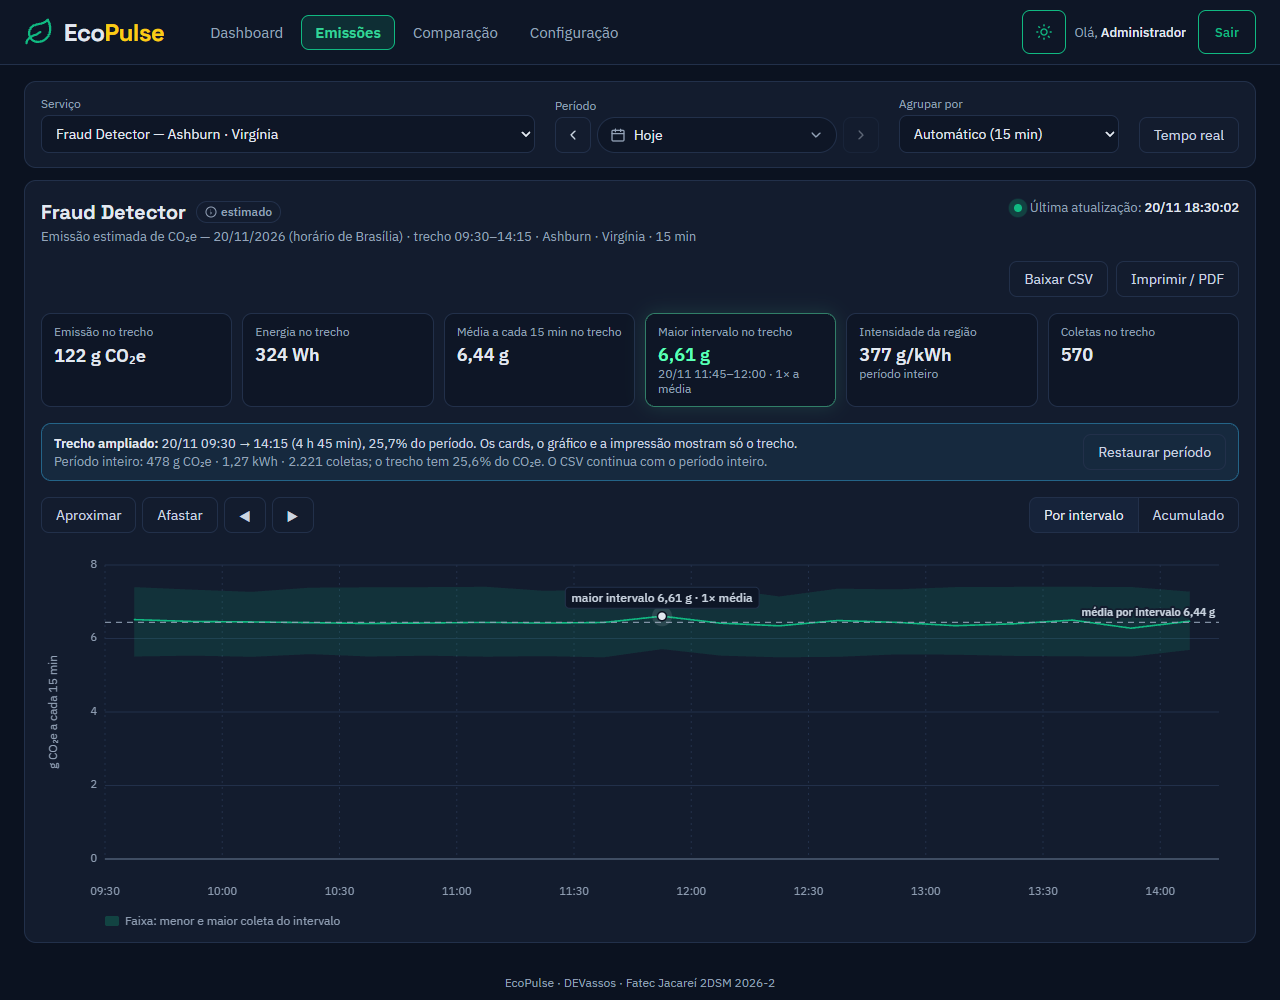 EcoPulse
Dashboard
Emissões
Comparação
Configuração
Olá, Administrador
Sair
Serviço
Fraud Detector — Ashburn · Virgínia
Período
Hoje
Agrupar por
Automático (15 min)
Tempo real
Fraud Detector
estimado
Última atualização: 20/11 18:30:02
Emissão estimada de CO₂e — 20/11/2026 (horário de Brasília) · trecho 09:30–14:15 · Ashburn · Virgínia · 15 min
Baixar CSV
Imprimir / PDF
Emissão no trecho
122 g CO₂e
Energia no trecho
324 Wh
Média a cada 15 min no trecho
6,44 g
Maior intervalo no trecho
6,61 g
20/11 11:45–12:00 · 1× a
média
Intensidade da região
377 g/kWh
período inteiro
Coletas no trecho
570
Trecho ampliado: 20/11 09:30 → 14:15 (4 h 45 min), 25,7% do período. Os cards, o gráfico e a impressão mostram só o trecho.
Período inteiro: 478 g CO₂e · 1,27 kWh · 2.221 coletas; o trecho tem 25,6% do CO₂e. O CSV continua com o período inteiro.
Restaurar período
Aproximar
Afastar
◀
▶
Por intervalo
Acumulado
g CO₂e a cada 15 min
8
6
4
2
0
maior intervalo 6,61 g · 1× média
média por intervalo 6,44 g
09:30
10:00
10:30
11:00
11:30
12:00
12:30
13:00
13:30
14:00
Faixa: menor e maior coleta do intervalo
EcoPulse · DEVassos · Fatec Jacareí 2DSM 2026-2